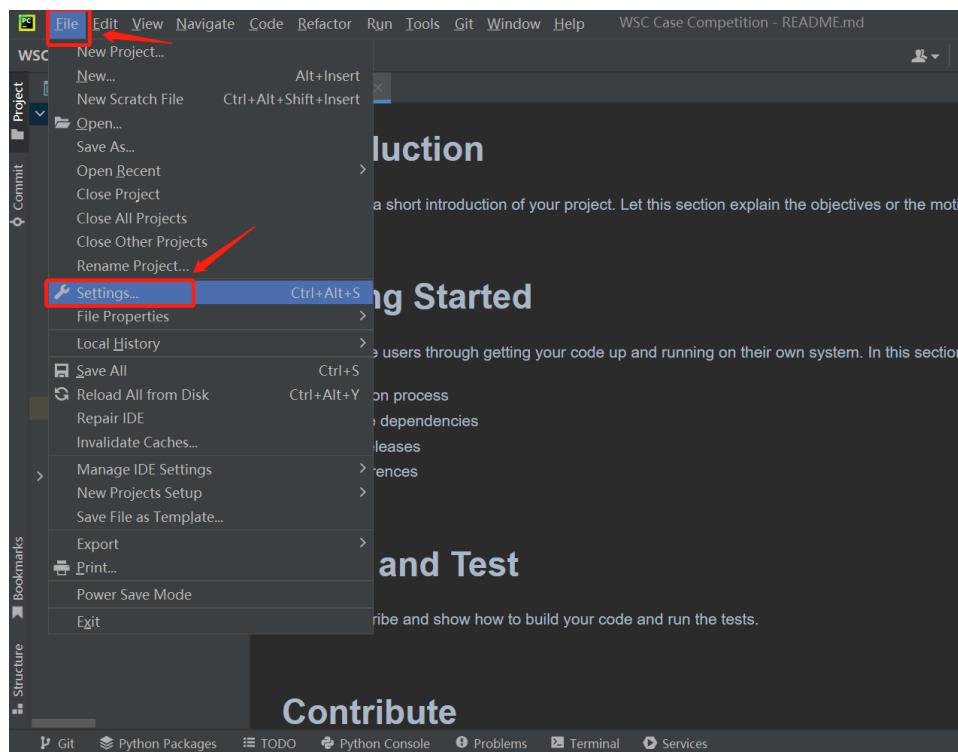 PC File Edit View Navigate Code Refactor Run Tools Git Window Help WSC Case Competition - README.md
WSC
New Project...
New... Alt+Insert
New Scratch File Ctrl+Alt+Shift+Insert
Open...
Save As...
Open Recent
Close Project
Close All Projects
Close Other Projects
Rename Project...
Settings... Ctrl+Alt+S
File Properties
Local History
Save All Ctrl+S
Reload All from Disk Ctrl+Alt+Y
Repair IDE
Invalidate Caches...
Manage IDE Settings
New Projects Setup
Save File as Template...
Export
Print...
Power Save Mode
Exit
Project
Commit
Bookmarks
Structure
luction
a short introduction of your project. Let this section explain the objectives or the moti
ng Started
users through getting your code up and running on their own system. In this section
on process
dependencies
leases
rences
and Test
ribe and show how to build your code and run the tests.
Contribute
Git Python Packages TODO Python Console Problems Terminal Services